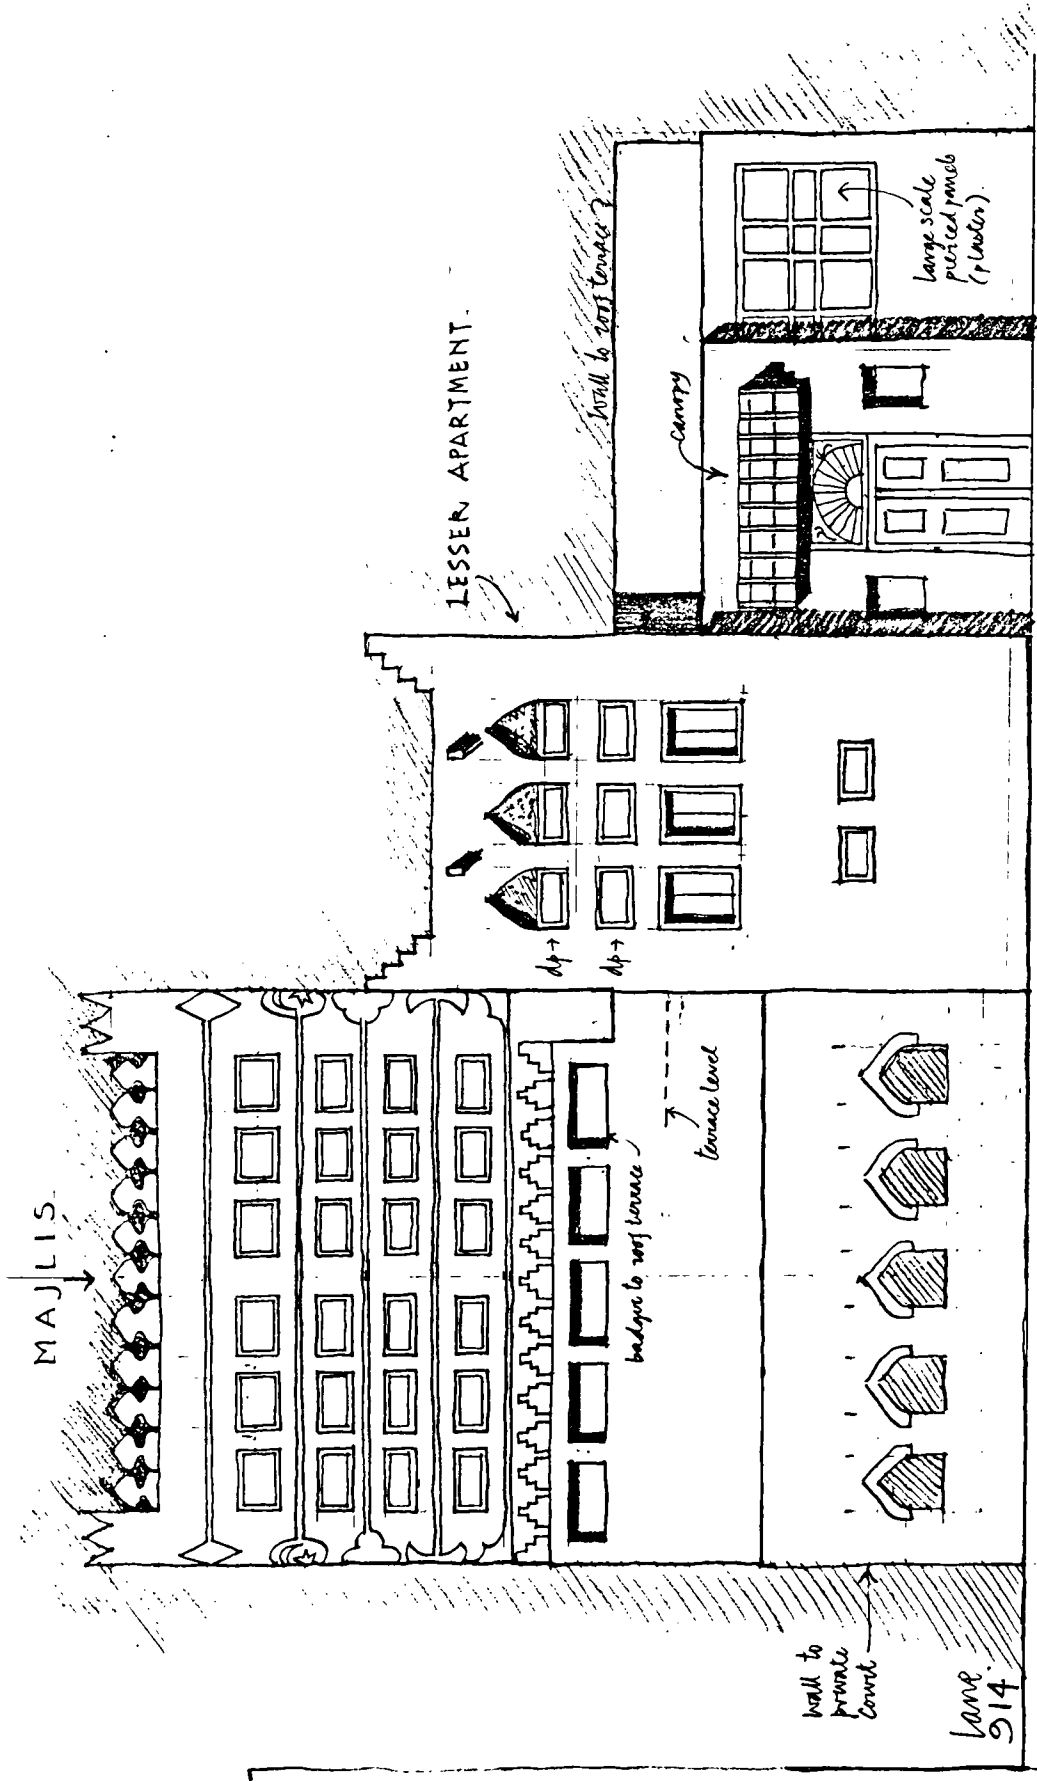 MAJLIS
LESSER APARTMENT.
Wall to roof terrace?
canopy
large scale
pierced panels
(plaster).
dp→
dp→
badgir to roof terrace
terrace level
wall to
private
court
Lane
914.